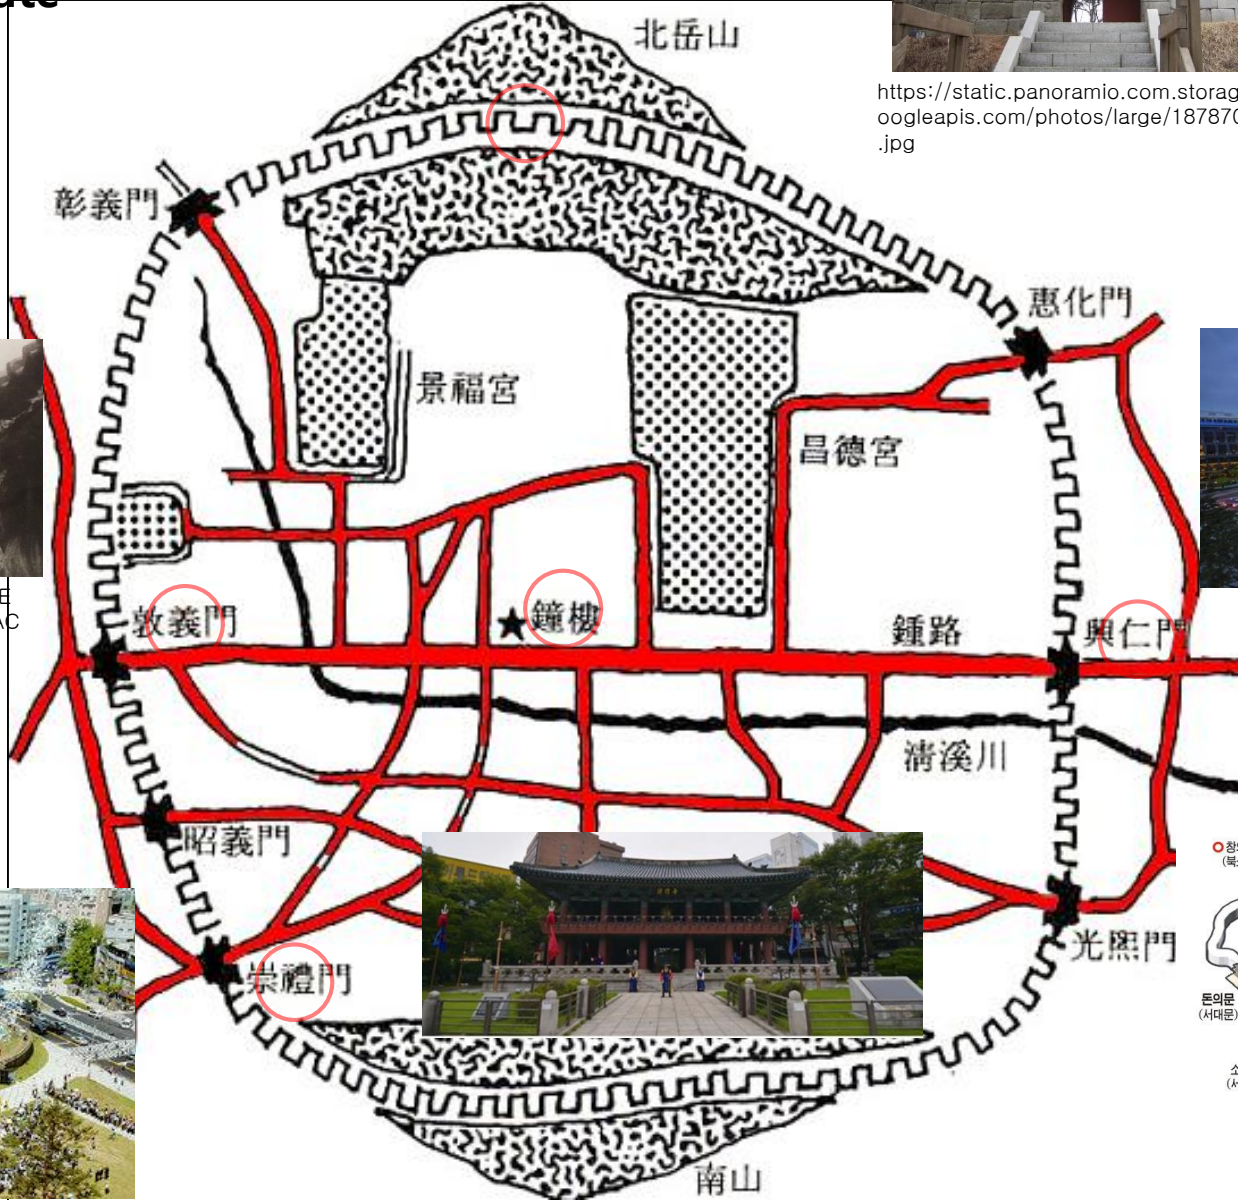 北岳山
https://static.panoramio.com.storag
oogleapis.com/photos/large/187870
.jpg
彰義門
惠化門
景福宮
昌德宮
敦義門
鐘樓
鍾路
興仁門
淸溪川
昭義門
光熙門
崇禮門
돈의문
(서대문)
南山